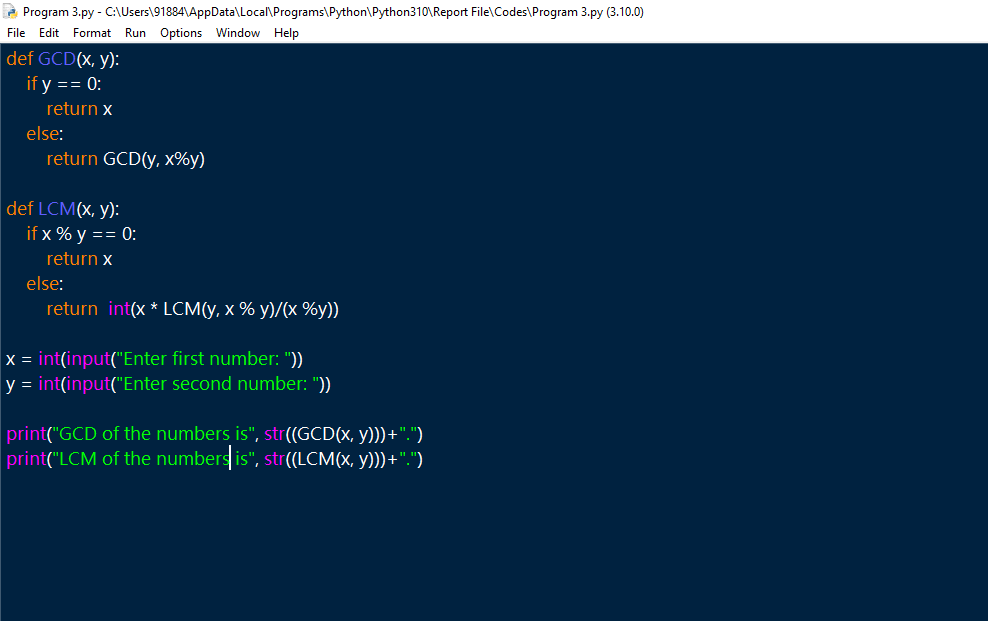 Program 3.py - C:\Users\91884\AppData\Local\Programs\Python\Python310\Report File\Codes\Program 3.py (3.10.0)
File Edit Format Run Options Window Help
def GCD(x, y):
    if y == 0:
        return x
    else:
        return GCD(y, x%y)

def LCM(x, y):
    if x % y == 0:
        return x
    else:
        return  int(x * LCM(y, x % y)/(x %y))

x = int(input("Enter first number: "))
y = int(input("Enter second number: "))

print("GCD of the numbers is", str((GCD(x, y)))+".")
print("LCM of the numbers is", str((LCM(x, y)))+".")